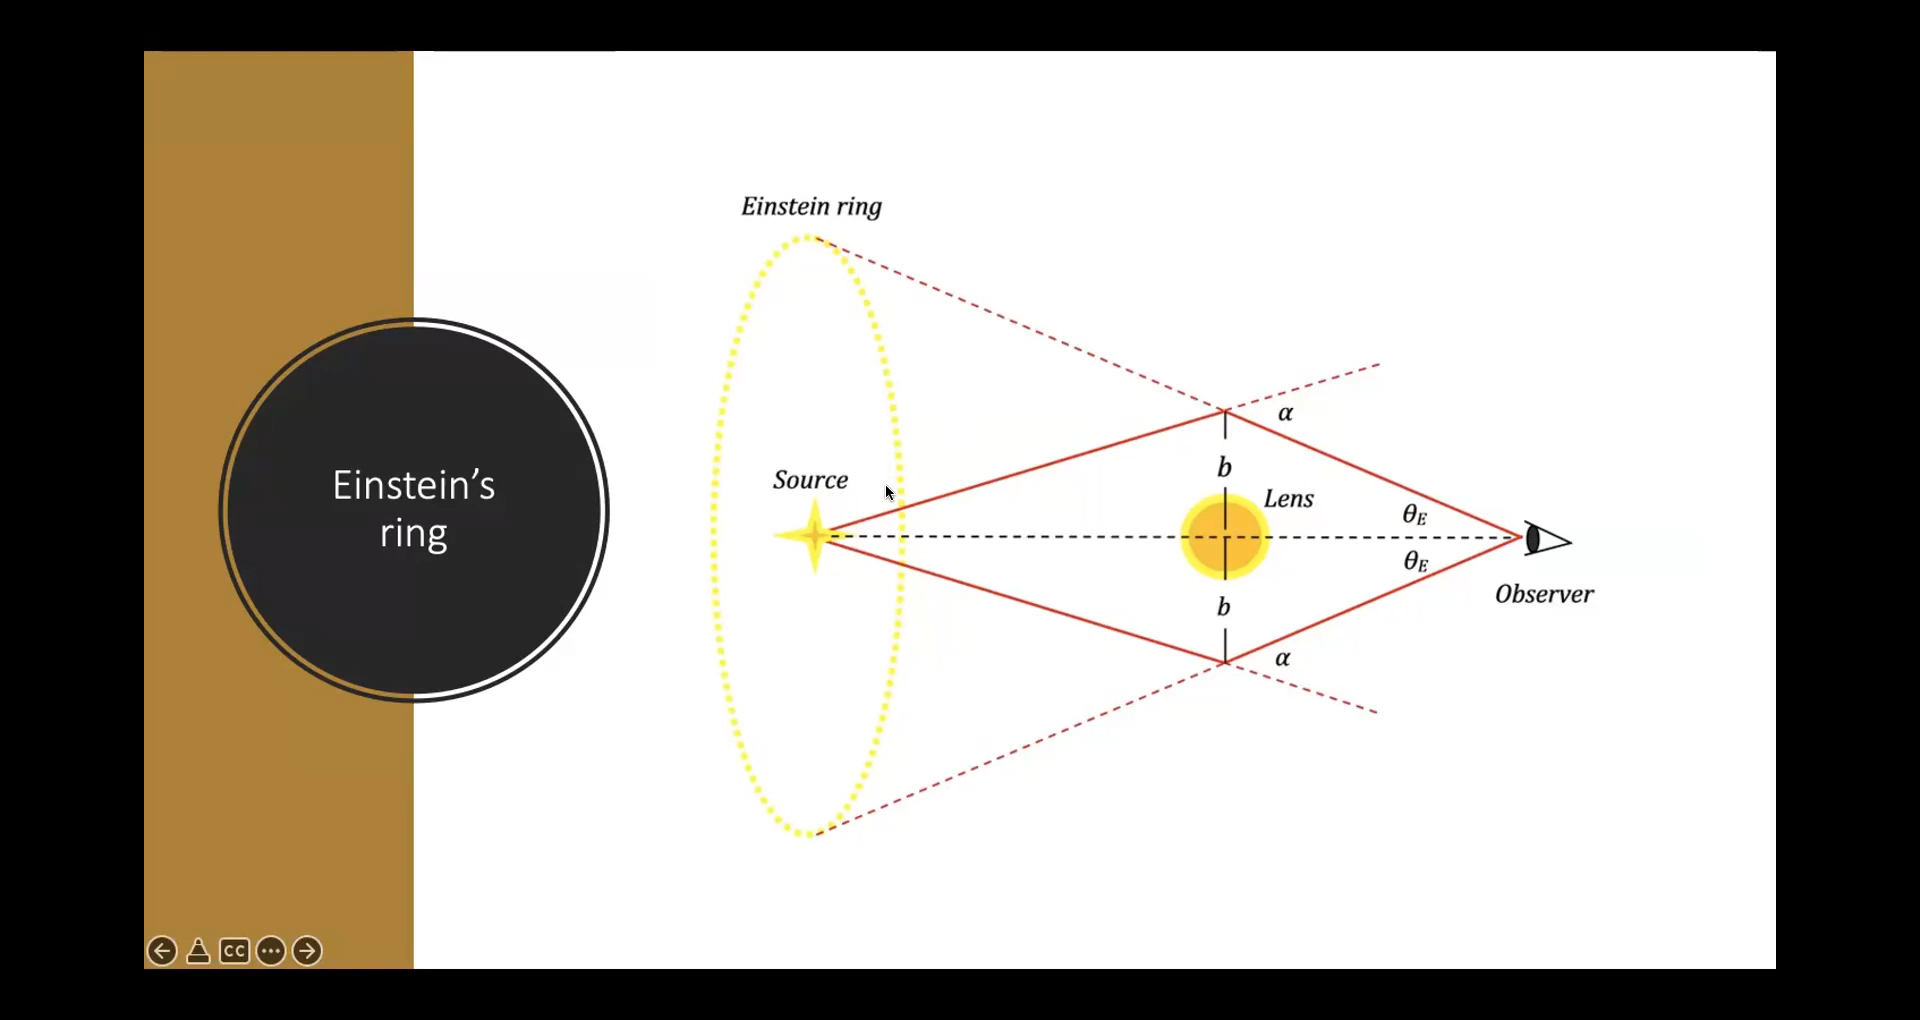 Einstein’s
ring
Einstein ring
Source
α
b
Lens
θE
θE
Observer
b
α
CC